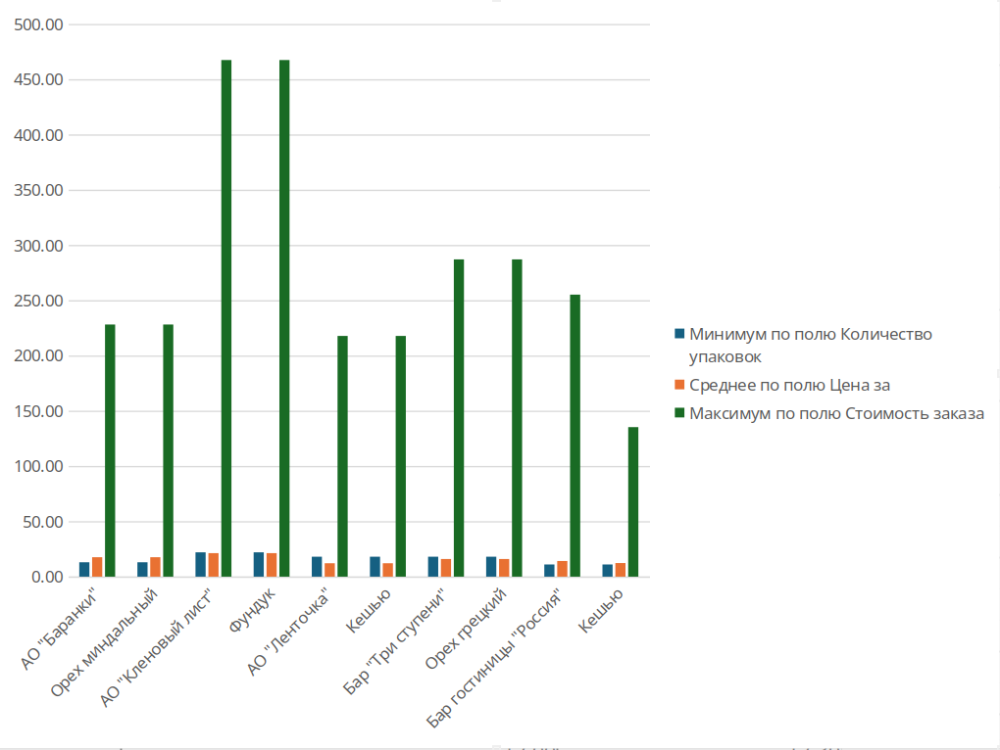 500.00
450.00
400.00
350.00
300.00
250.00
200.00
150.00
100.00
50.00
0.00
АО "Баранки"
Орех миндальный
АО "Кленовый лист"
Фундук
АО "Ленточка"
Кешью
Бар "Три ступени"
Орех грецкий
Бар гостиницы "Россия"
Кешью
Минимум по полю Количество
упаковок
Среднее по полю Цена за
Максимум по полю Стоимость заказа